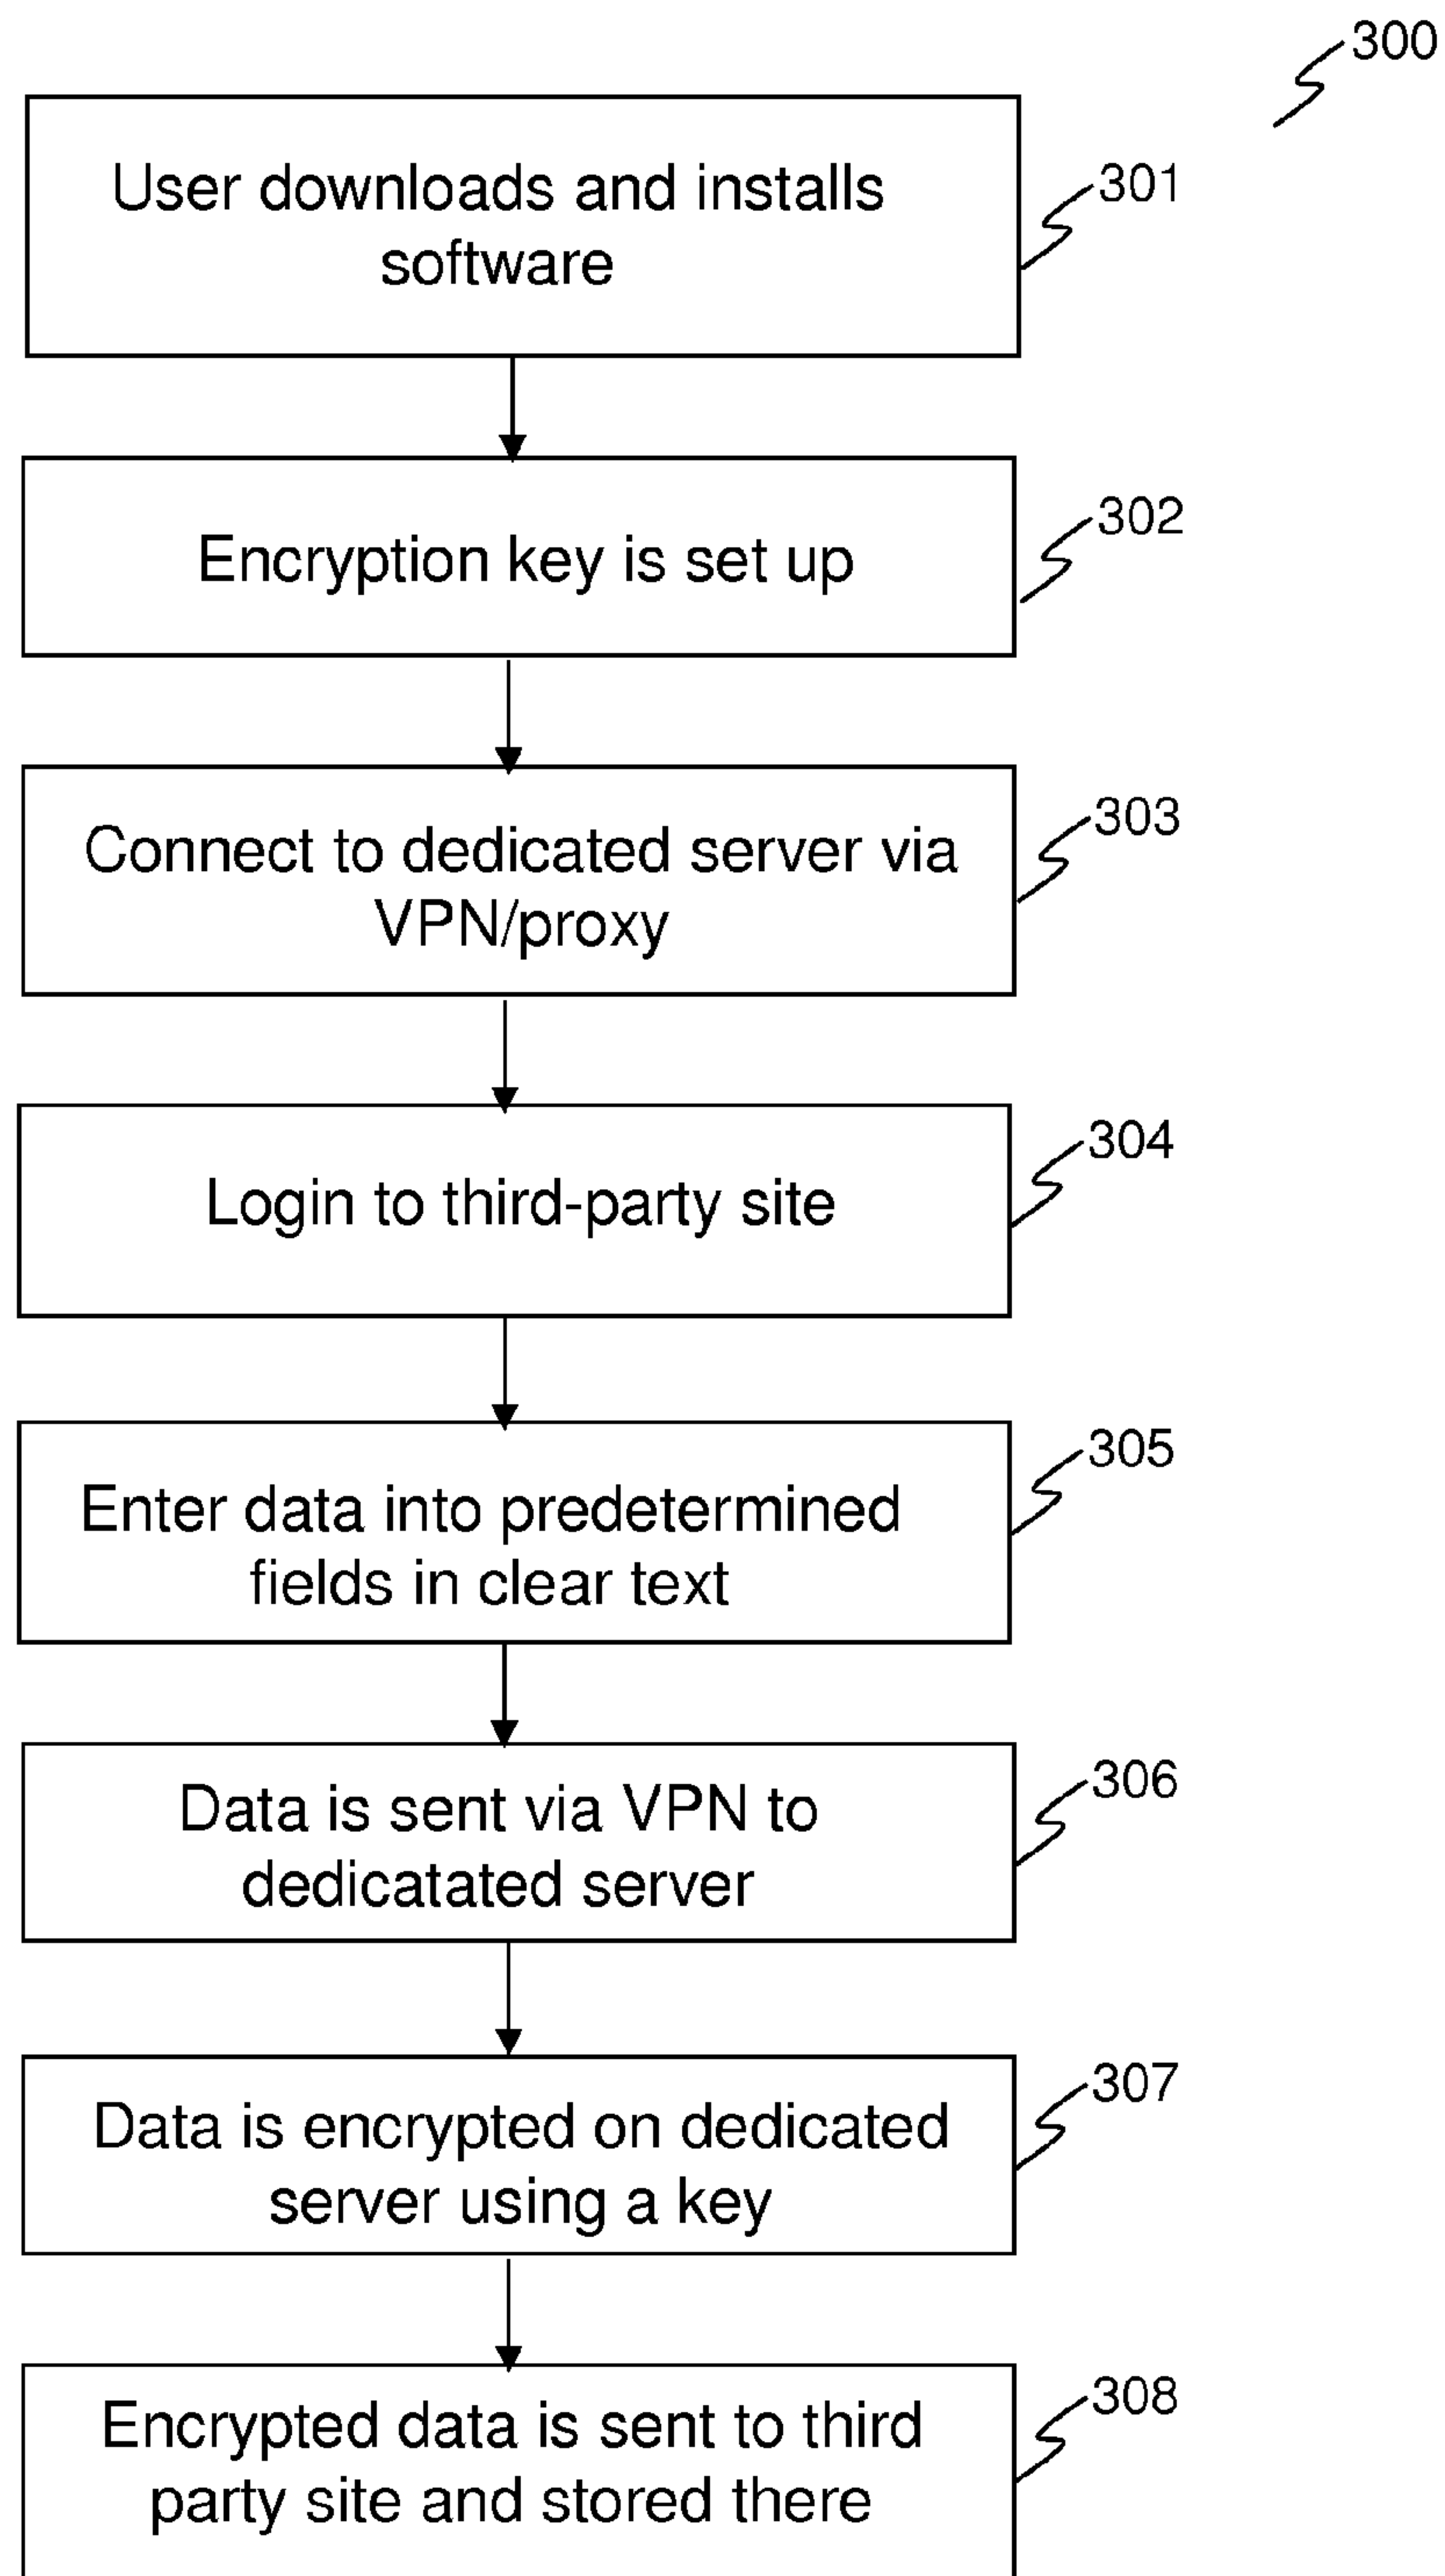 300
User downloads and installs
software
301
Encryption key is set up
302
Connect to dedicated server via
VPN/proxy
303
Login to third-party site
304
Enter data into predetermined
fields in clear text
305
Data is sent via VPN to
dedicatated server
306
Data is encrypted on dedicated
server using a key
307
Encrypted data is sent to third
party site and stored there
308